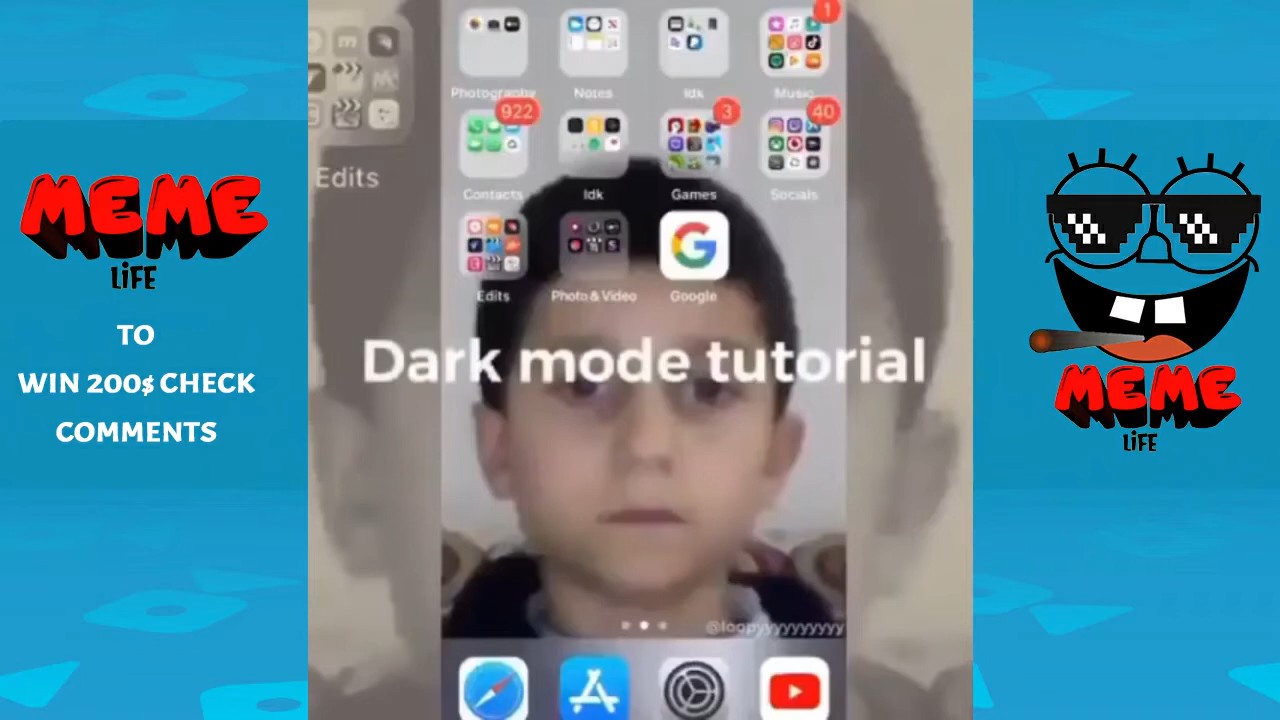 MEME
LiFE
TO
WIN 200$ CHECK
COMMENTS
Edits
1
Photography
Notes
Idk
Music
922
3
40
Contacts
Idk
Games
Socials
Edits
Photo & Video
Google
Dark mode tutorial
@loopyyyyyyyyyy
MEME
LiFE